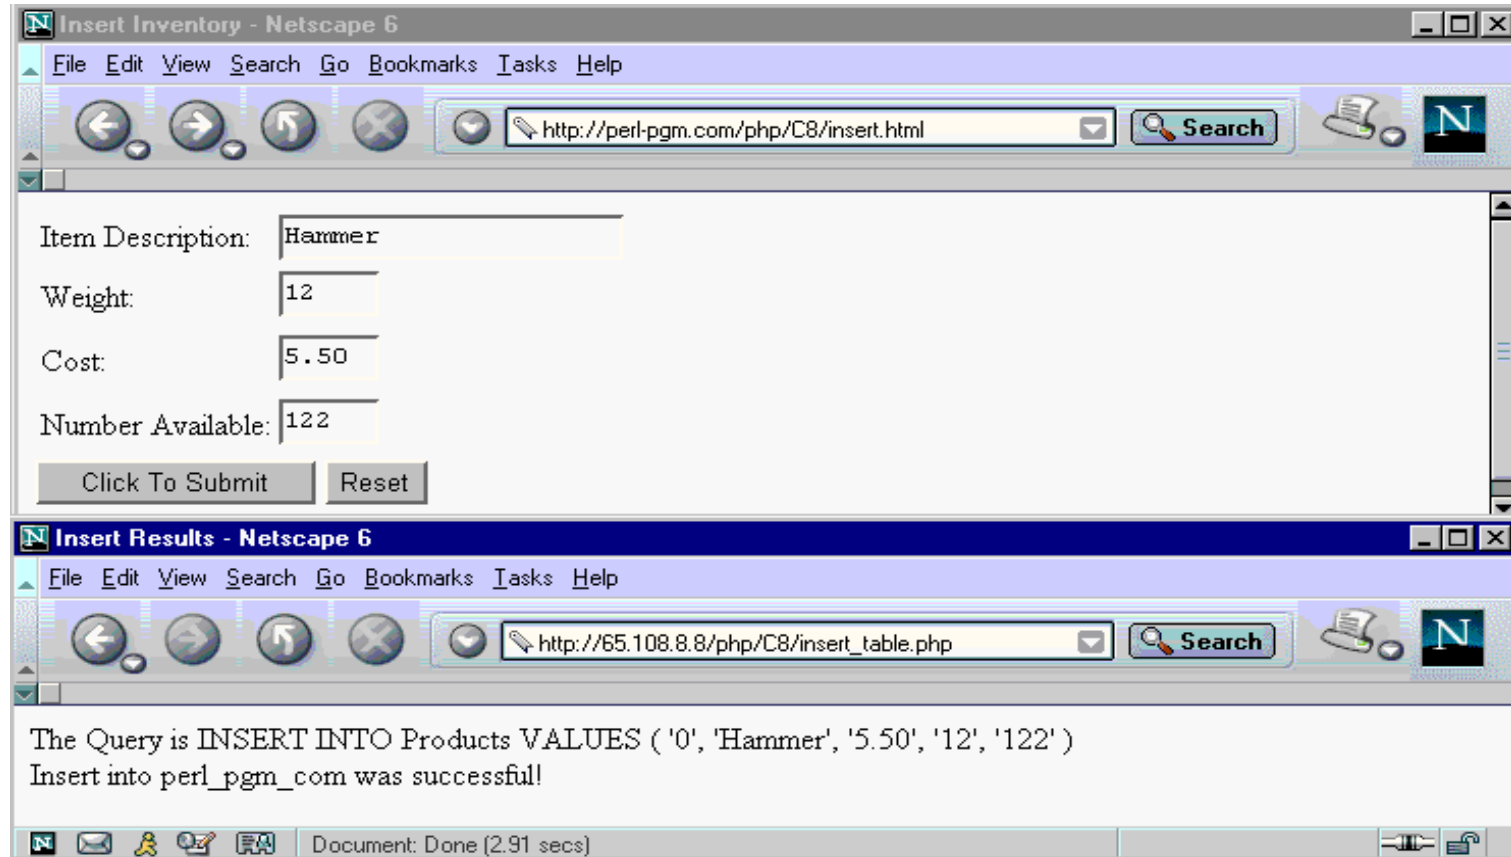 N Insert Inventory - Netscape 6
File Edit View Search Go Bookmarks Tasks Help
http://perl-pgm.com/php/C8/insert.html Search N
Item Description: Hammer
Weight: 12
Cost: 5.50
Number Available: 122
Click To Submit Reset
N Insert Results - Netscape 6
File Edit View Search Go Bookmarks Tasks Help
http://65.108.8.8/php/C8/insert_table.php Search N
The Query is INSERT INTO Products VALUES ( '0', 'Hammer', '5.50', '12', '122' )
Insert into perl_pgm_com was successful!
N Document: Done (2.91 secs)